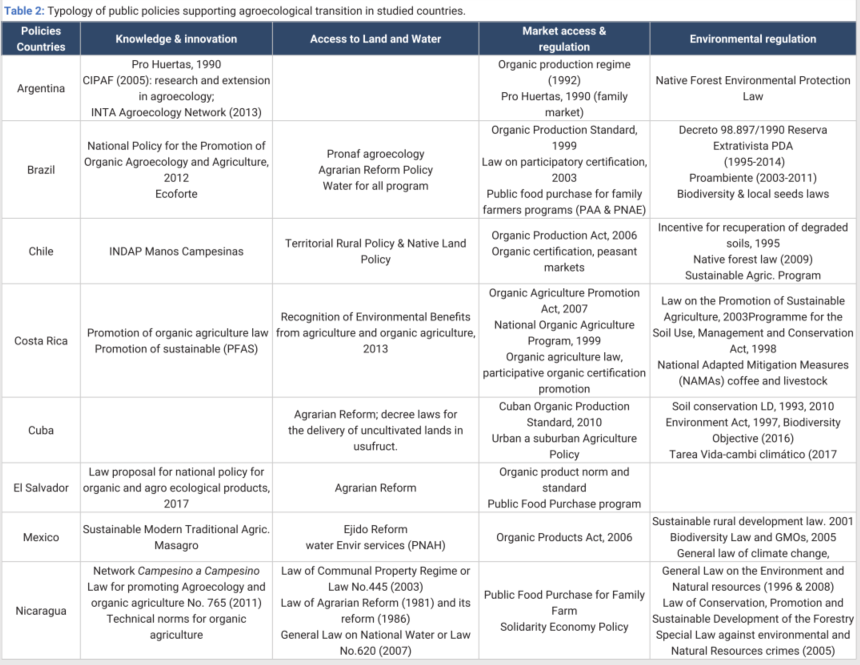 Table 2: Typology of public policies supporting agroecological transition in studied countries.
Policies
Countries
Knowledge & innovation
Access to Land and Water
Market access &
regulation
Environmental regulation
Argentina
Pro Huertas, 1990
CIPAF (2005): research and extension
in agroecology;
INTA Agroecology Network (2013)
Organic production regime
(1992)
Pro Huertas, 1990 (family
market)
Native Forest Environmental Protection
Law
Brazil
National Policy for the Promotion of
Organic Agroecology and Agriculture,
2012
Ecoforte
Pronaf agroecology
Agrarian Reform Policy
Water for all program
Organic Production Standard,
1999
Law on participatory certification,
2003
Public food purchase for family
farmers programs (PAA & PNAE)
Decreto 98.897/1990 Reserva
Extrativista PDA
(1995-2014)
Proambiente (2003-2011)
Biodiversity & local seeds laws
Chile
INDAP Manos Campesinas
Territorial Rural Policy & Native Land
Policy
Organic Production Act, 2006
Organic certification, peasant
markets
Incentive for recuperation of degraded
soils, 1995
Native forest law (2009)
Sustainable Agric. Program
Costa Rica
Promotion of organic agriculture law
Promotion of sustainable (PFAS)
Recognition of Environmental Benefits
from agriculture and organic agriculture,
2013
Organic Agriculture Promotion
Act, 2007
National Organic Agriculture
Program, 1999
Organic agriculture law,
participative organic certification
promotion
Law on the Promotion of Sustainable
Agriculture, 2003Programme for the
Soil Use, Management and Conservation
Act, 1998
National Adapted Mitigation Measures
(NAMAs) coffee and livestock
Cuba
Agrarian Reform; decree laws for
the delivery of uncultivated lands in
usufruct.
Cuban Organic Production
Standard, 2010
Urban a suburban Agriculture
Policy
Soil conservation LD, 1993, 2010
Environment Act, 1997, Biodiversity
Objective (2016)
Tarea Vida-cambi climático (2017
El Salvador
Law proposal for national policy for
organic and agro ecological products,
2017
Agrarian Reform
Organic product norm and
standard
Public Food Purchase program
Mexico
Sustainable Modern Traditional Agric.
Masagro
Ejido Reform
water Envir services (PNAH)
Organic Products Act, 2006
Sustainable rural development law. 2001
Biodiversity Law and GMOs, 2005
General law of climate change,
Nicaragua
Network Campesino a Campesino
Law for promoting Agroecology and
organic agriculture No. 765 (2011)
Technical norms for organic
agriculture
Law of Communal Property Regime or
Law No.445 (2003)
Law of Agrarian Reform (1981) and its
reform (1986)
General Law on National Water or Law
No.620 (2007)
Public Food Purchase for Family
Farm
Solidarity Economy Policy
General Law on the Environment and
Natural resources (1996 & 2008)
Law of Conservation, Promotion and
Sustainable Development of the Forestry
Special Law against environmental and
Natural Resources crimes (2005)